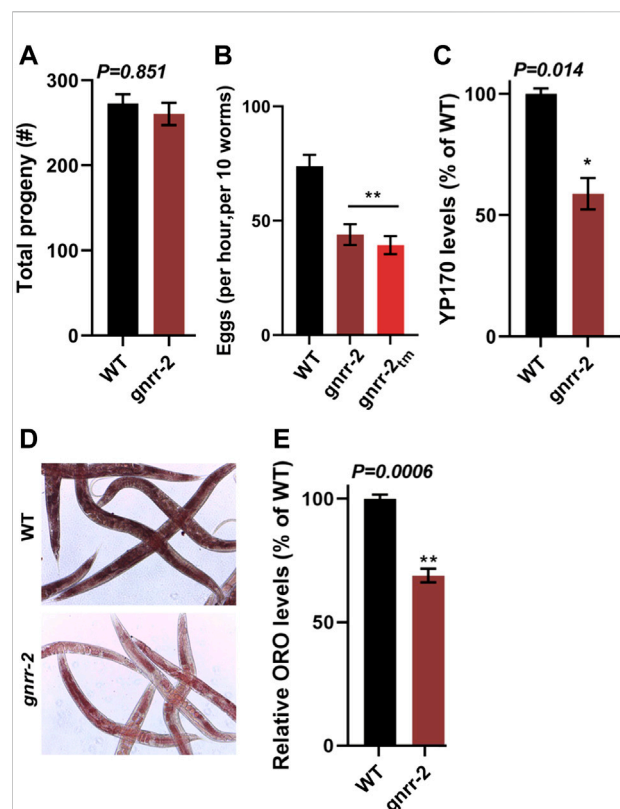 A
P=0.851
Total progeny (#)
300
200
100
0
WT
gnrr-2
B
Eggs (per hour,per 10 worms)
100
50
0
**
WT
gnrr-2
gnrr-2tm
C
P=0.014
YP170 levels (% of WT)
100
50
0
*
WT
gnrr-2
D
WT
gnrr-2
E
P=0.0006
Relative ORO levels (% of WT)
100
50
0
**
WT
gnrr-2